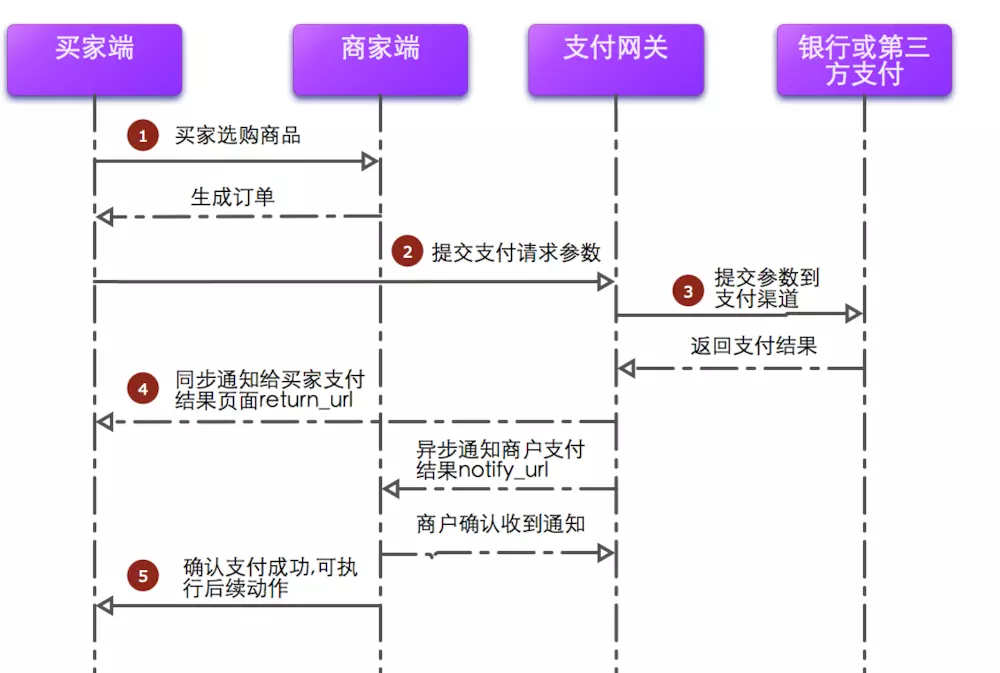 买家端
商家端
支付网关
银行或第三
方支付
1 买家选购商品
生成订单
2 提交支付请求参数
3 提交参数到
支付渠道
返回支付结果
4 同步通知给买家支付
结果页面return_url
异步通知商户支付
结果notify_url
商户确认收到通知
5 确认支付成功,可执
行后续动作